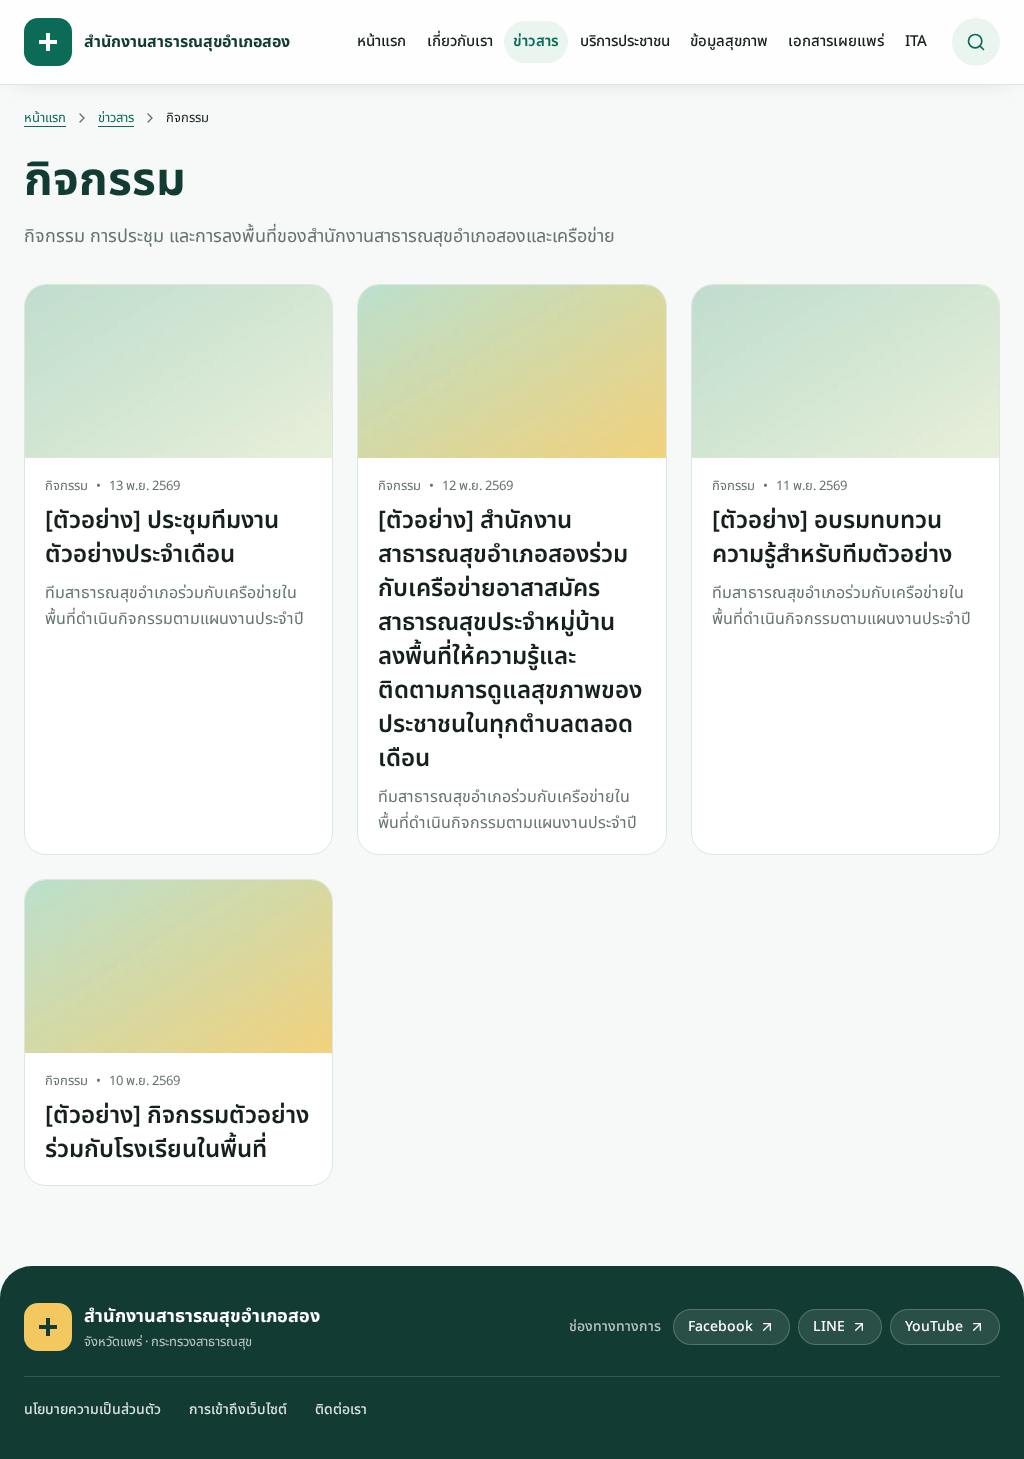 สำนักงานสาธารณสุขอำเภอสอง
หน้าแรก
เกี่ยวกับเรา
ข่าวสาร
บริการประชาชน
ข้อมูลสุขภาพ
เอกสารเผยแพร่
ITA
หน้าแรก > ข่าวสาร > กิจกรรม
กิจกรรม
กิจกรรม การประชุม และการลงพื้นที่ของสำนักงานสาธารณสุขอำเภอสองและเครือข่าย
กิจกรรม • 13 พ.ย. 2569
[ตัวอย่าง] ประชุมทีมงาน
ตัวอย่างประจำเดือน
ทีมสาธารณสุขอำเภอร่วมกับเครือข่ายใน
พื้นที่ดำเนินกิจกรรมตามแผนงานประจำปี
กิจกรรม • 12 พ.ย. 2569
[ตัวอย่าง] สำนักงาน
สาธารณสุขอำเภอสองร่วม
กับเครือข่ายอาสาสมัคร
สาธารณสุขประจำหมู่บ้าน
ลงพื้นที่ให้ความรู้และ
ติดตามการดูแลสุขภาพของ
ประชาชนในทุกตำบลตลอด
เดือน
ทีมสาธารณสุขอำเภอร่วมกับเครือข่ายใน
พื้นที่ดำเนินกิจกรรมตามแผนงานประจำปี
กิจกรรม • 11 พ.ย. 2569
[ตัวอย่าง] อบรมทบทวน
ความรู้สำหรับทีมตัวอย่าง
ทีมสาธารณสุขอำเภอร่วมกับเครือข่ายใน
พื้นที่ดำเนินกิจกรรมตามแผนงานประจำปี
กิจกรรม • 10 พ.ย. 2569
[ตัวอย่าง] กิจกรรมตัวอย่าง
ร่วมกับโรงเรียนในพื้นที่
สำนักงานสาธารณสุขอำเภอสอง
จังหวัดแพร่ · กระทรวงสาธารณสุข
ช่องทางทางการ
Facebook
LINE
YouTube
นโยบายความเป็นส่วนตัว
การเข้าถึงเว็บไซต์
ติดต่อเรา